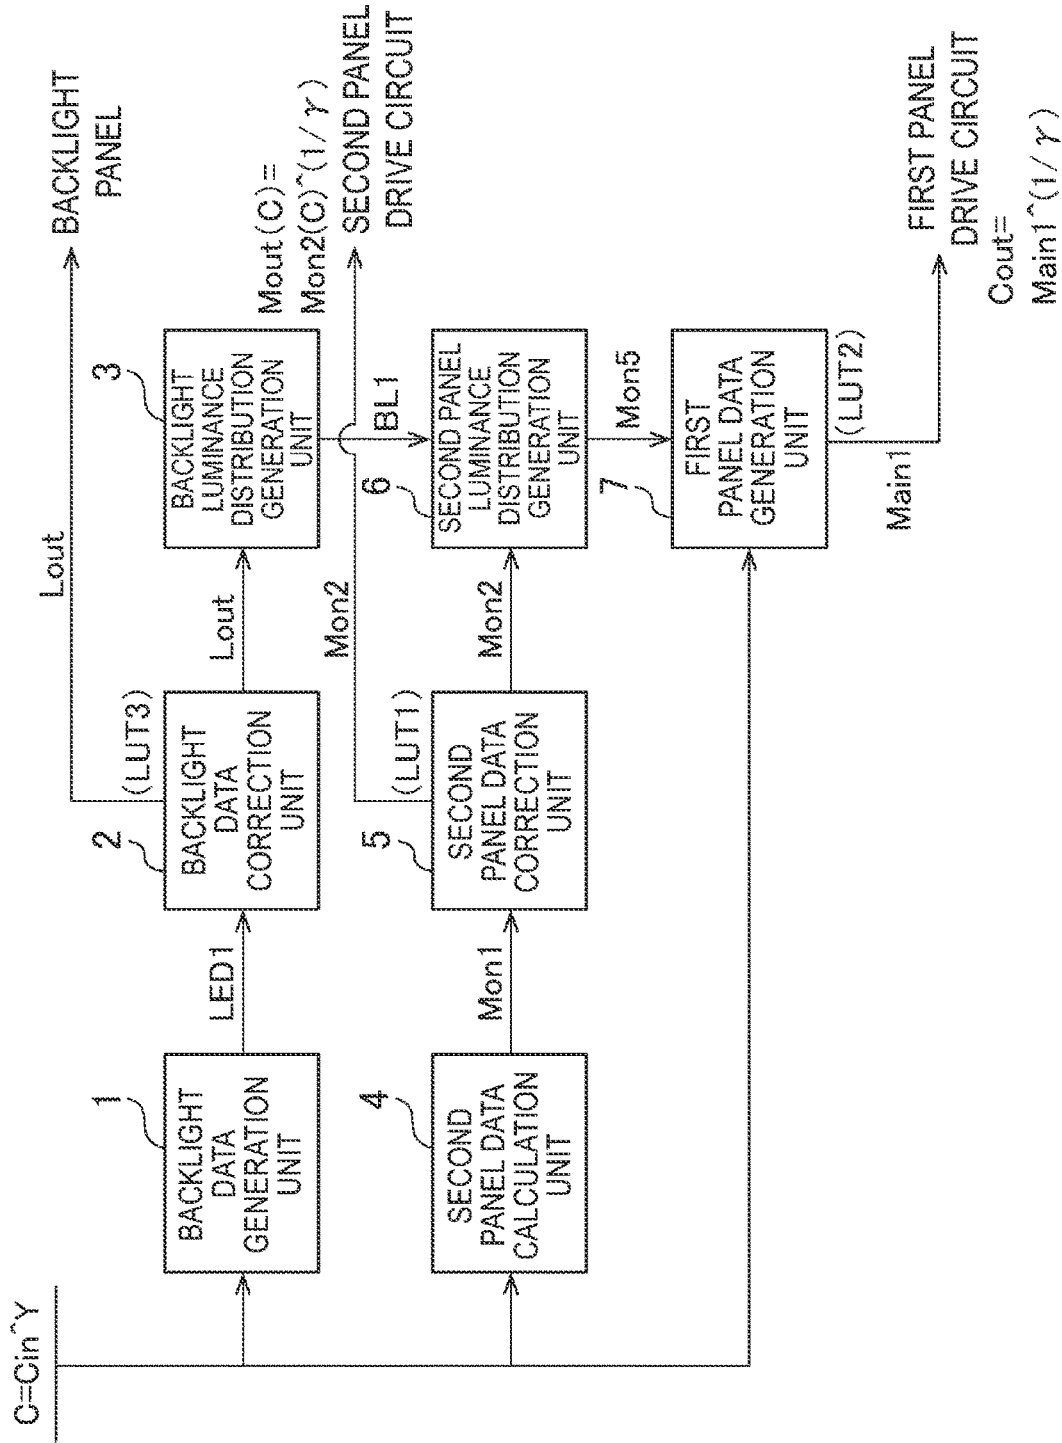 C=Cin^Y
1
BACKLIGHT
DATA
GENERATION
UNIT
LED1
2
BACKLIGHT
DATA
CORRECTION
UNIT
(LUT3)
Lout
BACKLIGHT
PANEL
Lout
3
BACKLIGHT
LUMINANCE
DISTRIBUTION
GENERATION
UNIT
BL1
4
SECOND
PANEL DATA
CALCULATION
UNIT
Mon1
5
SECOND
PANEL DATA
CORRECTION
UNIT
(LUT1)
Mon2
Mout(C)=
Mon2(C)^(1/γ)
SECOND PANEL
DRIVE CIRCUIT
Mon2
6
SECOND PANEL
LUMINANCE
DISTRIBUTION
GENERATION
UNIT
Mon5
7
FIRST
PANEL DATA
GENERATION
UNIT
(LUT2)
Main1
FIRST PANEL
DRIVE CIRCUIT
Cout=
Main1^(1/γ)